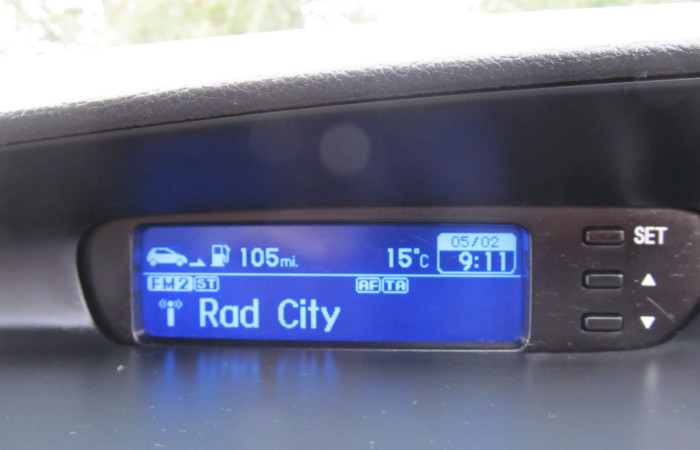 105mi. 15°C 05/02
9:11
FM2 ST AF TA
Rad City
SET